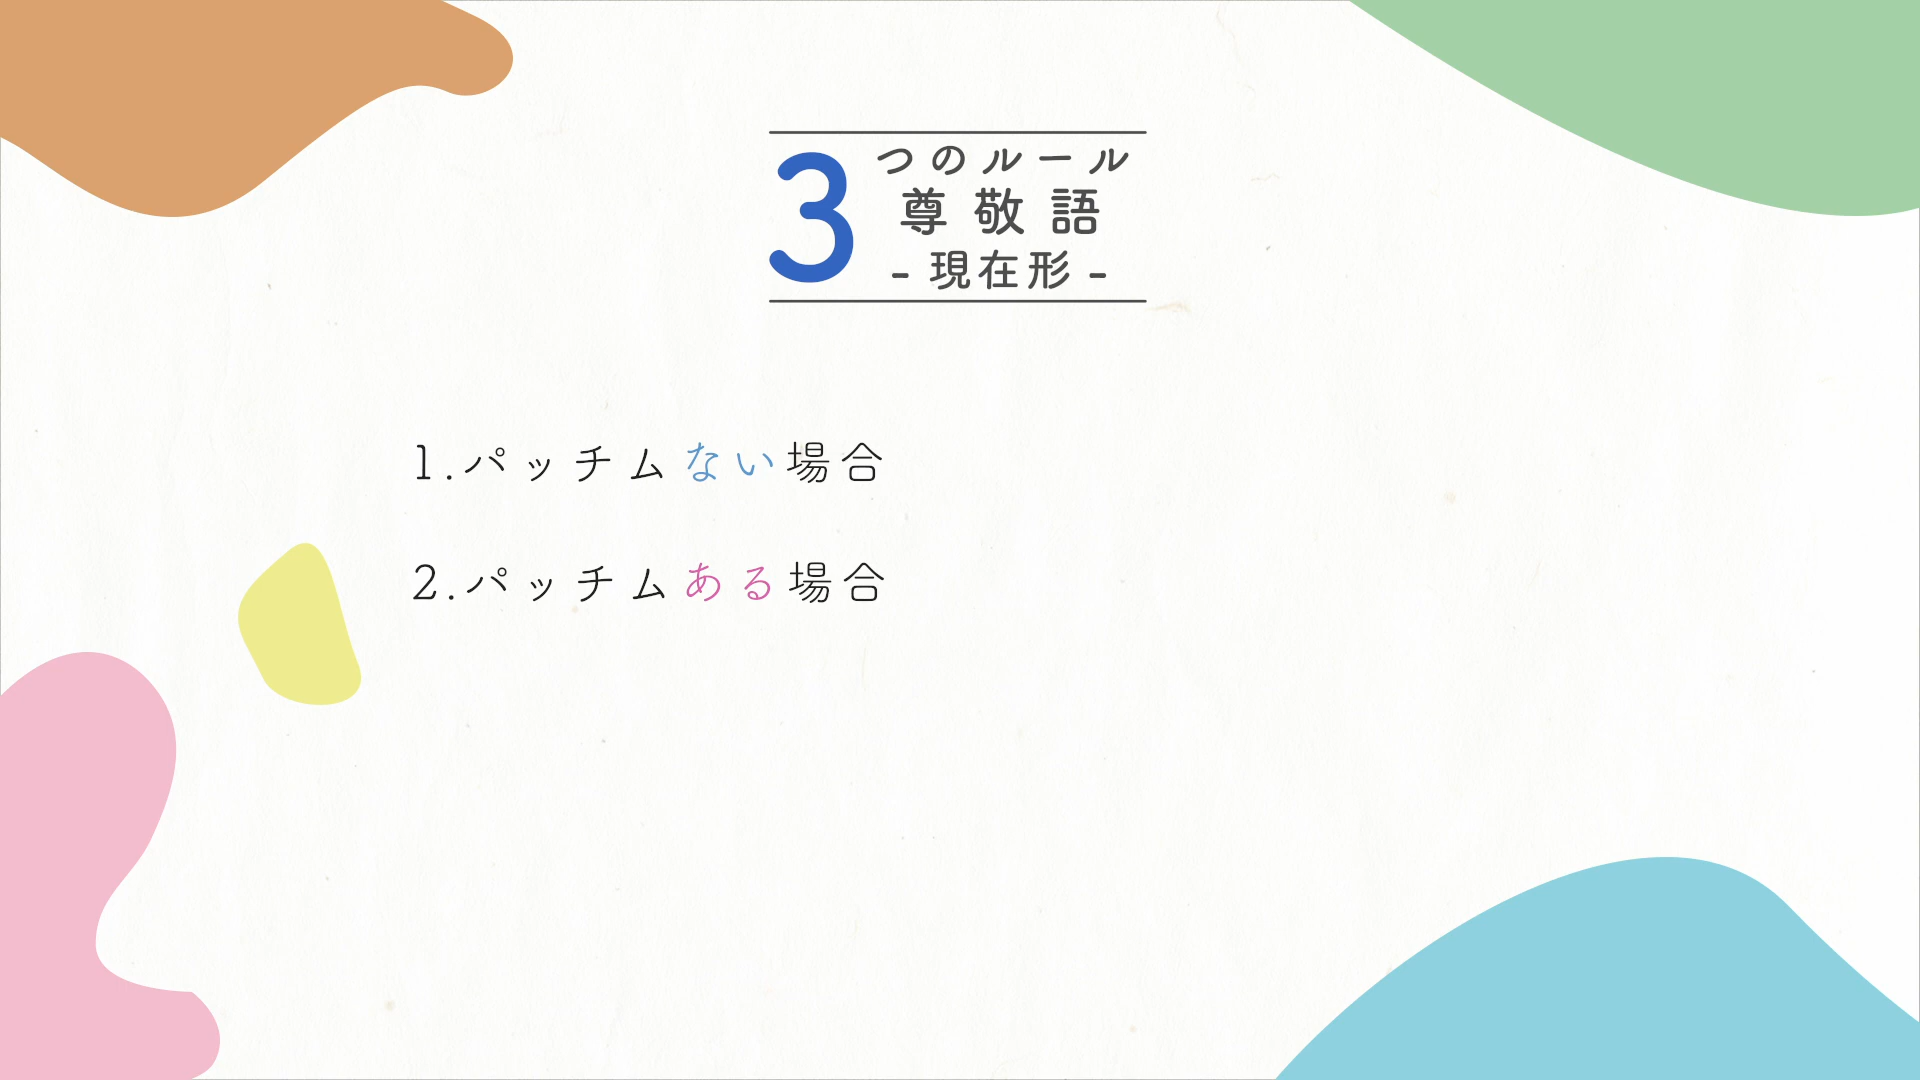 3つのルール
尊敬語
- 現在形 -
1.パッチムない場合
2.パッチムある場合